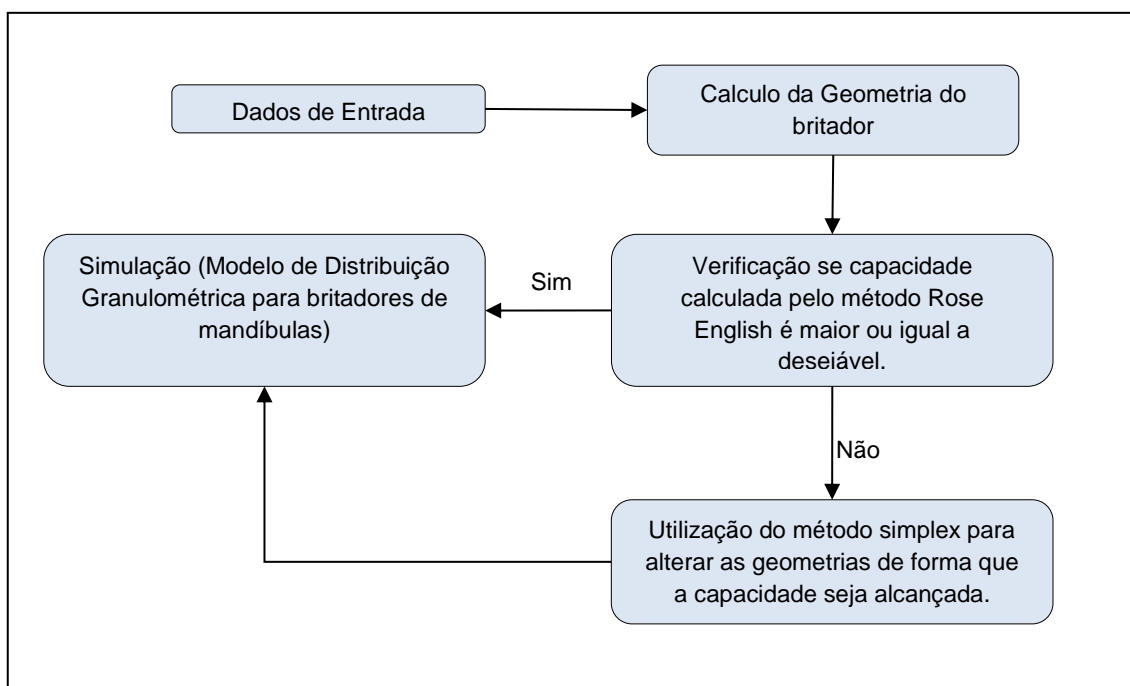 Dados de Entrada
Calculo da Geometria do
britador
Simulação (Modelo de Distribuição
Granulométrica para britadores de
mandíbulas)
Sim
Verificação se capacidade
calculada pelo método Rose
English é maior ou igual a
desejável.
Não
Utilização do método simplex para
alterar as geometrias de forma que
a capacidade seja alcançada.